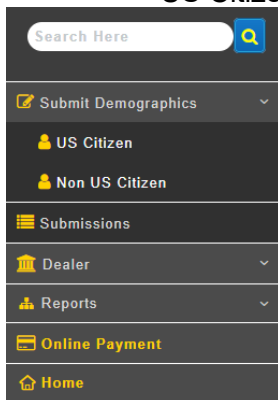 Search Here
Submit Demographics
US Citizen
Non US Citizen
Submissions
Dealer
Reports
Online Payment
Home